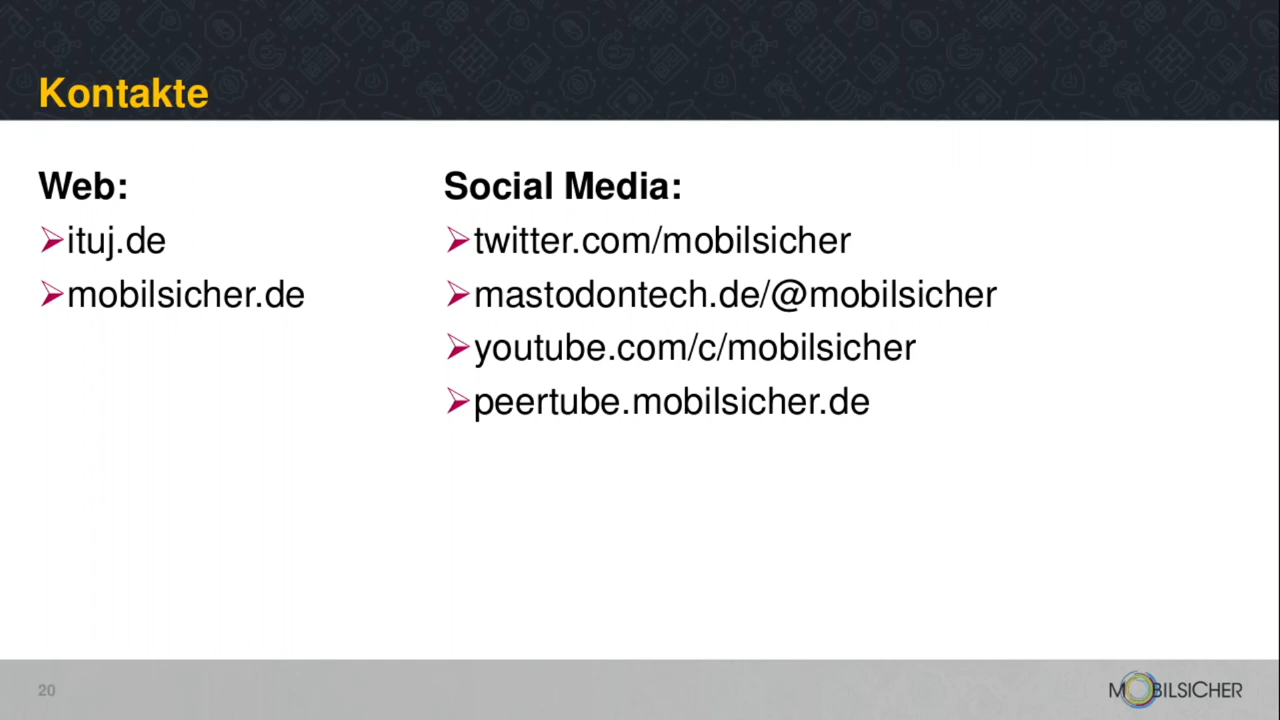 Kontakte
Web:
➢ituj.de
➢mobilsicher.de
Social Media:
➢twitter.com/mobilsicher
➢mastodontech.de/@mobilsicher
➢youtube.com/c/mobilsicher
➢peertube.mobilsicher.de
20
MOBILSICHER